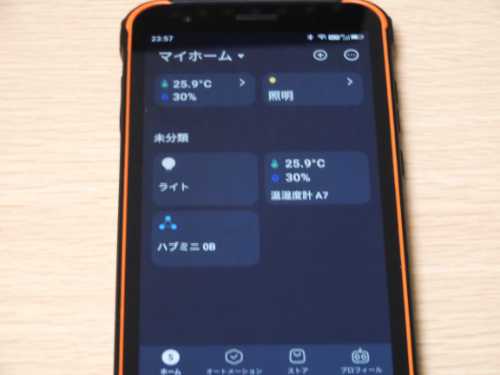 23:57
マイホーム
25.9°C
30%
照明
未分類
ライト
25.9°C
30%
温湿度計 A7
ハブミニ 0B
ホーム オートメーション ストア プロフィール